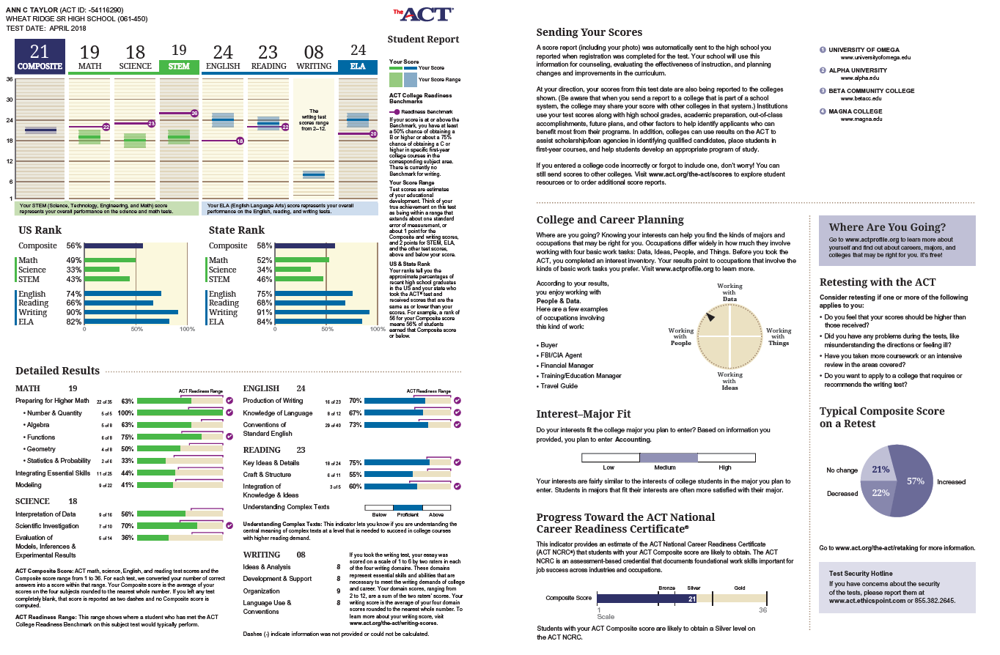 ANN C TAYLOR (ACT ID: -54116290)
WHEAT RIDGE SR HIGH SCHOOL (061-450)
TEST DATE: APRIL 2018
The ACT
Student Report
21 COMPOSITE
19 MATH
18 SCIENCE
19 STEM
24 ENGLISH
23 READING
08 WRITING
24 ELA
36
30
24
18
12
6
1
22
23
26
18
22
20
The
writing test
scores range
from 2–12.
Your STEM (Science, Technology, Engineering, and Math) score
represents your overall performance on the science and math tests.
Your ELA (English Language Arts) score represents your overall
performance on the English, reading, and writing tests.
Your Score
Your Score
Your Score Range
ACT College Readiness
Benchmarks
Readiness Benchmark
If your score is at or above the
Benchmark, you have at least
a 50% chance of obtaining a
B or higher or about a 75%
chance of obtaining a C or
higher in specific first-year
college courses in the
corresponding subject area.
There is currently no
Benchmark for writing.
Your Score Range
Test scores are estimates
of your educational
development. Think of your
true achievement on this test
as being within a range that
extends about one standard
error of measurement, or
about 1 point for the
Composite and writing scores,
and 2 points for STEM, ELA,
and the other test scores,
above and below your score.
US & State Rank
Your ranks tell you the
approximate percentages of
recent high school graduates
in the US and your state who
took the ACT® test and
received scores that are the
same as or lower than your
scores. For example, a rank of
56 for your Composite score
means 56% of students
earned that Composite score
or below.
US Rank
Composite 56%
Math 49%
Science 33%
STEM 43%
English 74%
Reading 66%
Writing 90%
ELA 82%
0 50% 100%
State Rank
Composite 58%
Math 52%
Science 34%
STEM 46%
English 75%
Reading 68%
Writing 91%
ELA 84%
0 50% 100%
Detailed Results
MATH 19
ACT Readiness Range
Preparing for Higher Math 22 of 35 63%
• Number & Quantity 5 of 5 100%
• Algebra 5 of 8 63%
• Functions 6 of 8 75%
• Geometry 4 of 8 50%
• Statistics & Probability 2 of 6 33%
Integrating Essential Skills 11 of 25 44%
Modeling 9 of 22 41%
SCIENCE 18
Interpretation of Data 9 of 16 56%
Scientific Investigation 7 of 10 70%
Evaluation of 5 of 14 36%
Models, Inferences &
Experimental Results
ACT Composite Score: ACT math, science, English, and reading test scores and the
Composite score range from 1 to 36. For each test, we converted your number of correct
answers into a score within that range. Your Composite score is the average of your
scores on the four subjects rounded to the nearest whole number. If you left any test
completely blank, that score is reported as two dashes and no Composite score is
computed.
ACT Readiness Range: This range shows where a student who has met the ACT
College Readiness Benchmark on this subject test would typically perform.
ENGLISH 24
ACT Readiness Range
Production of Writing 16 of 23 70%
Knowledge of Language 8 of 12 67%
Conventions of 29 of 40 73%
Standard English
READING 23
Key Ideas & Details 18 of 24 75%
Craft & Structure 6 of 11 55%
Integration of 3 of 5 60%
Knowledge & Ideas
Understanding Complex Texts
Below Proficient Above
Understanding Complex Texts: This indicator lets you know if you are understanding the
central meaning of complex texts at a level that is needed to succeed in college courses
with higher reading demand.
WRITING 08
Ideas & Analysis 8
Development & Support 8
Organization 9
Language Use & 8
Conventions
If you took the writing test, your essay was
scored on a scale of 1 to 6 by two raters in each
of the four writing domains. These domains
represent essential skills and abilities that are
necessary to meet the writing demands of college
and career. Your domain scores, ranging from
2 to 12, are a sum of the two raters' scores. Your
writing score is the average of your four domain
scores rounded to the nearest whole number. To
learn more about your writing score, visit
www.act.org/the-act/writing-scores.
Dashes (-) indicate information was not provided or could not be calculated.
Sending Your Scores
A score report (including your photo) was automatically sent to the high school you
reported when registration was completed for the test. Your school will use this
information for counseling, evaluating the effectiveness of instruction, and planning
changes and improvements in the curriculum.
At your direction, your scores from this test date are also being reported to the colleges
shown. (Be aware that when you send a report to a college that is part of a school
system, the college may share your score with other colleges in that system.) Institutions
use your test scores along with high school grades, academic preparation, out-of-class
accomplishments, future plans, and other factors to help identify applicants who can
benefit most from their programs. In addition, colleges can use results on the ACT to
assist scholarship/loan agencies in identifying qualified candidates, place students in
first-year courses, and help students develop an appropriate program of study.
If you entered a college code incorrectly or forgot to include one, don't worry! You can
still send scores to other colleges. Visit www.act.org/the-act/scores to explore student
resources or to order additional score reports.
1 UNIVERSITY OF OMEGA
www.universityofomega.edu
2 ALPHA UNIVERSITY
www.alpha.edu
3 BETA COMMUNITY COLLEGE
www.betacc.edu
4 MAGNA COLLEGE
www.magna.edu
College and Career Planning
Where are you going? Knowing your interests can help you find the kinds of majors and
occupations that may be right for you. Occupations differ widely in how much they involve
working with four basic work tasks: Data, Ideas, People, and Things. Before you took the
ACT, you completed an interest inventory. Your results point to occupations that involve the
kinds of basic work tasks you prefer. Visit www.actprofile.org to learn more.
According to your results,
you enjoy working with
People & Data.
Here are a few examples
of occupations involving
this kind of work:
• Buyer
• FBI/CIA Agent
• Financial Manager
• Training/Education Manager
• Travel Guide
Working
with
Data
Working
with
People
Working
with
Things
Working
with
Ideas
Interest–Major Fit
Do your interests fit the college major you plan to enter? Based on information you
provided, you plan to enter Accounting.
Low Medium High
Your interests are fairly similar to the interests of college students in the major you plan to
enter. Students in majors that fit their interests are often more satisfied with their major.
Progress Toward the ACT National
Career Readiness Certificate®
This indicator provides an estimate of the ACT National Career Readiness Certificate
(ACT NCRC®) that students with your ACT Composite score are likely to obtain. The ACT
NCRC is an assessment-based credential that documents foundational work skills important for
job success across industries and occupations.
Bronze Silver Gold
Composite Score 21
1 36
Scale
Students with your ACT Composite score are likely to obtain a Silver level on
the ACT NCRC.
Where Are You Going?
Go to www.actprofile.org to learn more about
yourself and find out about careers, majors, and
colleges that may be right for you. It's free!
Retesting with the ACT
Consider retesting if one or more of the following
applies to you:
• Do you feel that your scores should be higher than
those received?
• Did you have any problems during the tests, like
misunderstanding the directions or feeling ill?
• Have you taken more coursework or an intensive
review in the areas covered?
• Do you want to apply to a college that requires or
recommends the writing test?
Typical Composite Score
on a Retest
No change 21%
57% Increased
Decreased 22%
Go to www.act.org/the-act/retaking for more information.
Test Security Hotline
If you have concerns about the security
of the tests, please report them at
www.act.ethicspoint.com or 855.382.2645.